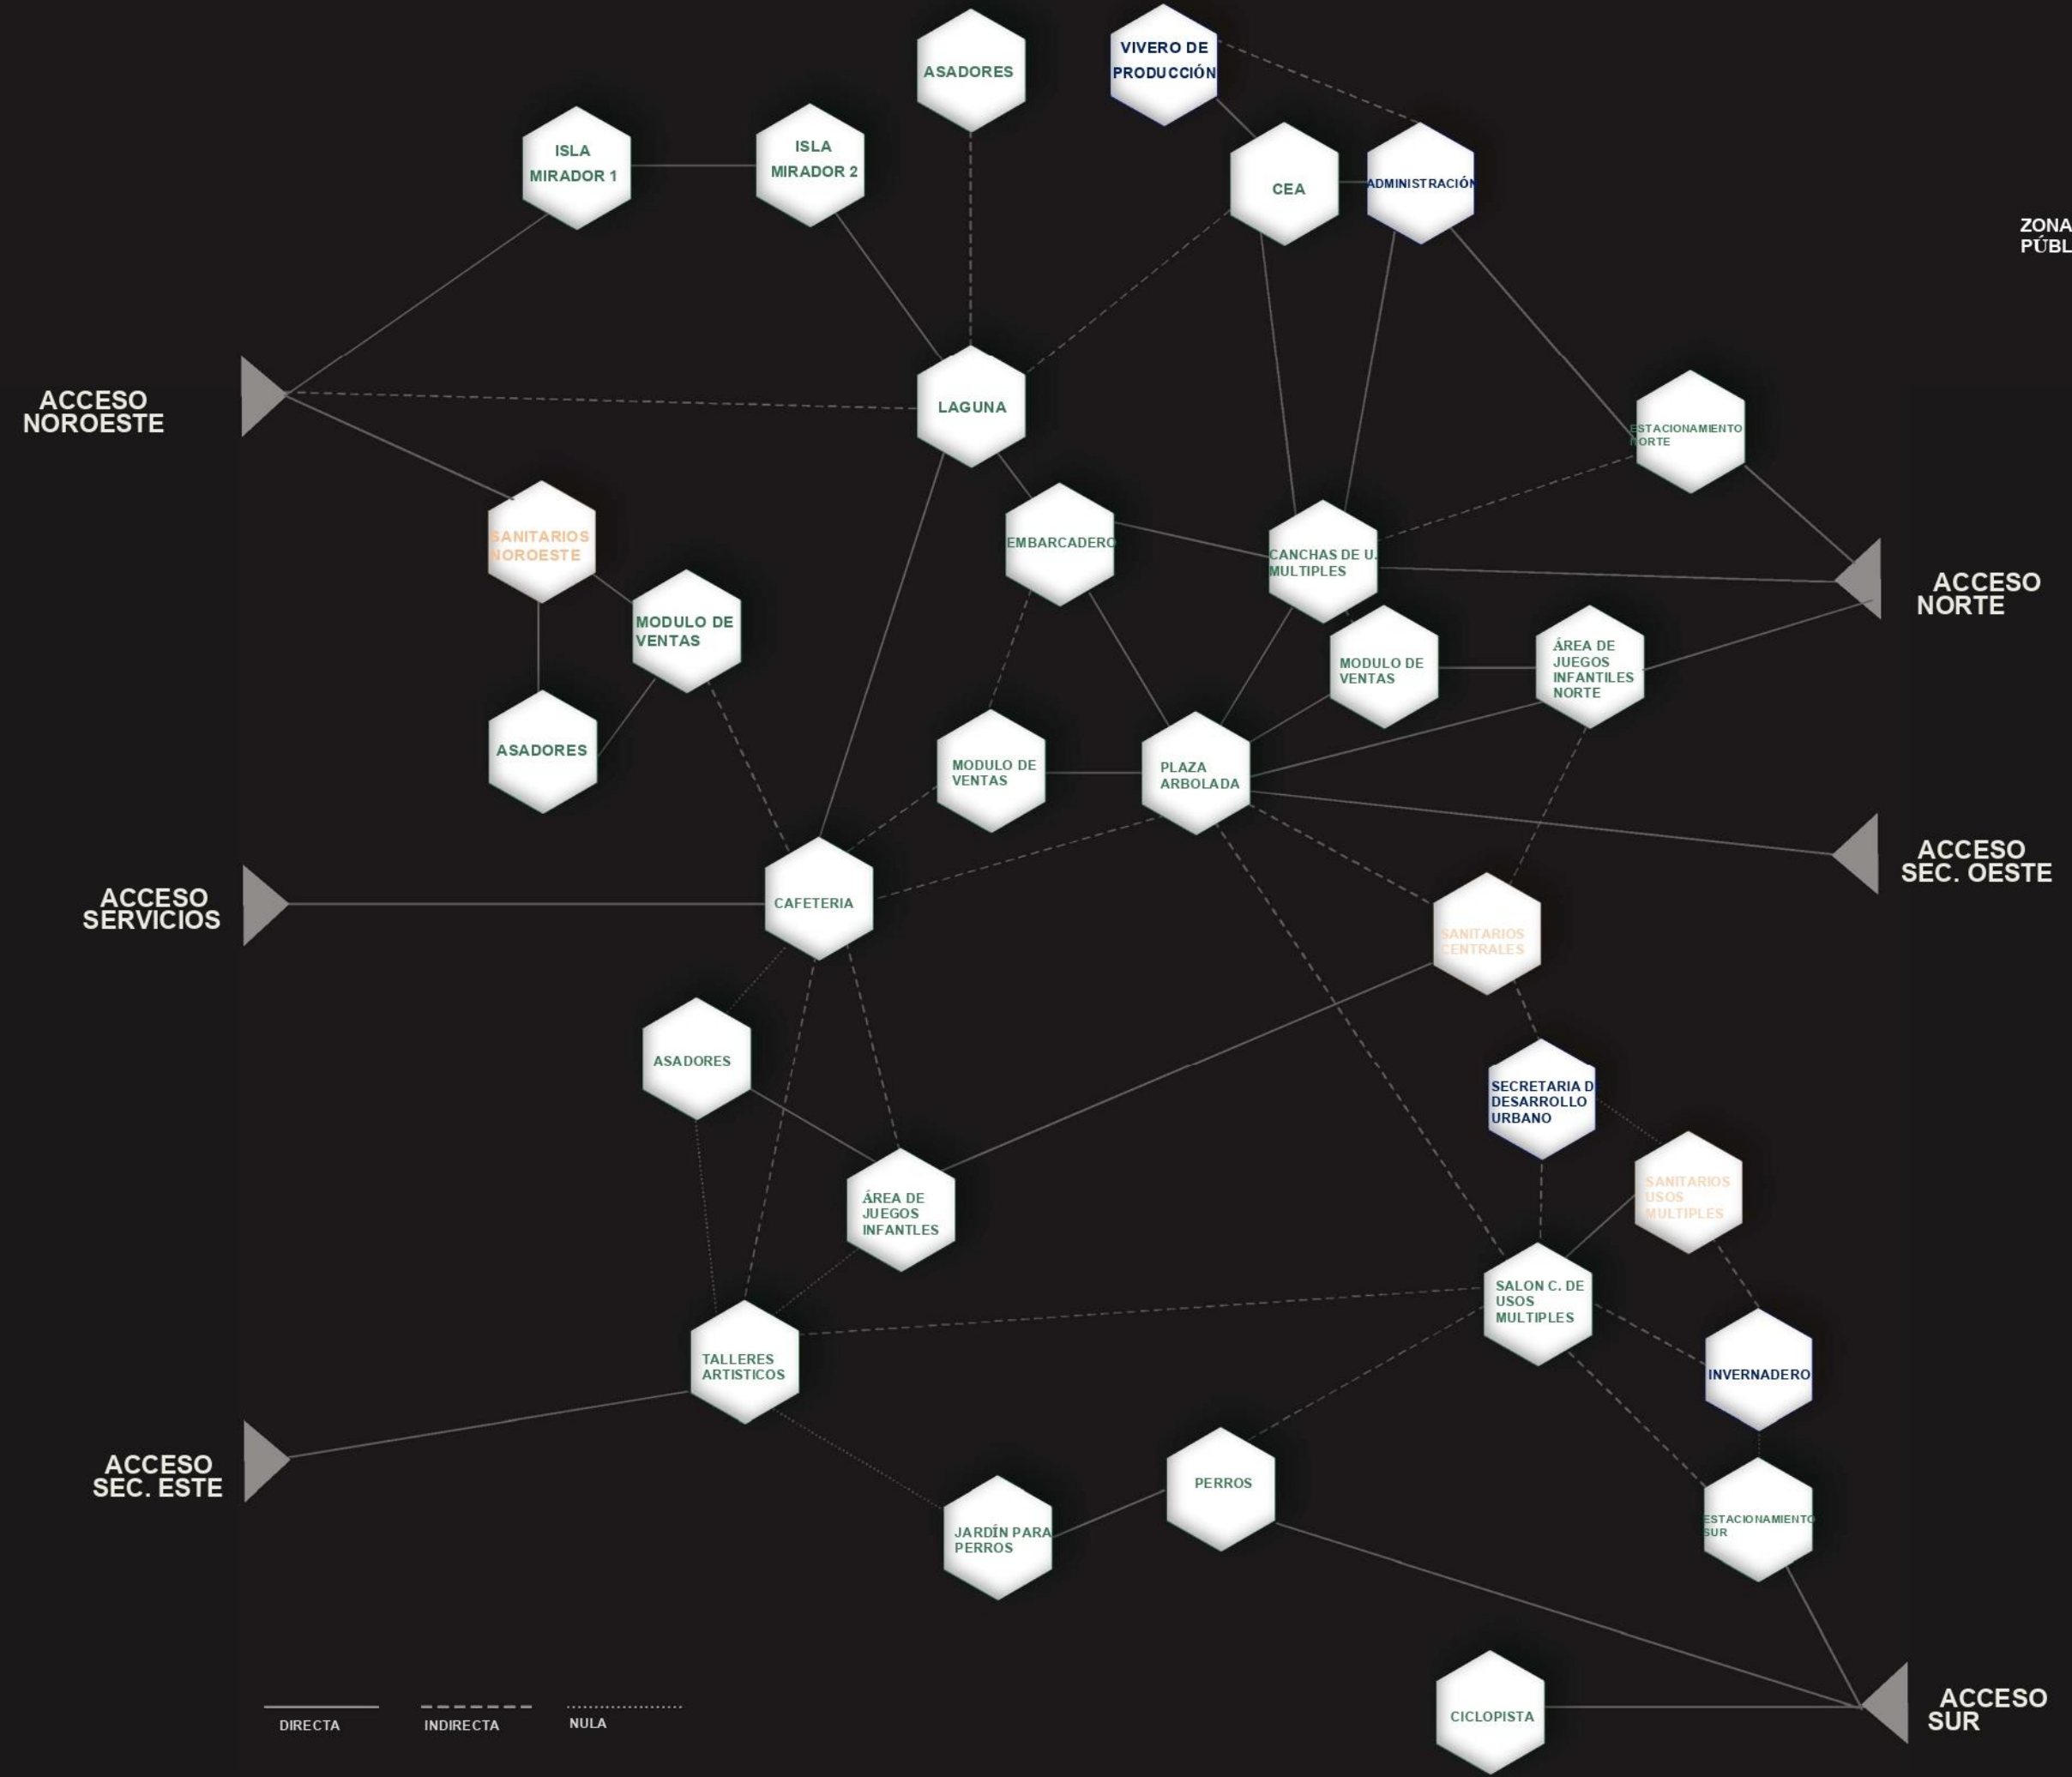 ASADORES
VIVERO DE
PRODUCCIÓN
ISLA
MIRADOR 1
ISLA
MIRADOR 2
CEA
ADMINISTRACIÓN
ZONA
PÚBL
ACCESO
NOROESTE
LAGUNA
ESTACIONAMIENTO
NORTE
SANITARIOS
NOROESTE
EMBARCADERO
CANCHAS DE U.
MULTIPLES
ACCESO
NORTE
MODULO DE
VENTAS
MODULO DE
VENTAS
ÁREA DE
JUEGOS
INFANTILES
NORTE
ASADORES
MODULO DE
VENTAS
PLAZA
ARBOLADA
ACCESO
SEC. OESTE
ACCESO
SERVICIOS
CAFETERIA
SANITARIOS
CENTRALES
ASADORES
SECRETARIA D
DESARROLLO
URBANO
ÁREA DE
JUEGOS
INFANTLES
SANITARIOS
USOS
MULTIPLES
SALON C. DE
USOS
MULTIPLES
TALLERES
ARTISTICOS
INVERNADERO
ACCESO
SEC. ESTE
PERROS
JARDÍN PARA
PERROS
ESTACIONAMIENTO
SUR
CICLOPISTA
ACCESO
SUR
DIRECTA
INDIRECTA
NULA